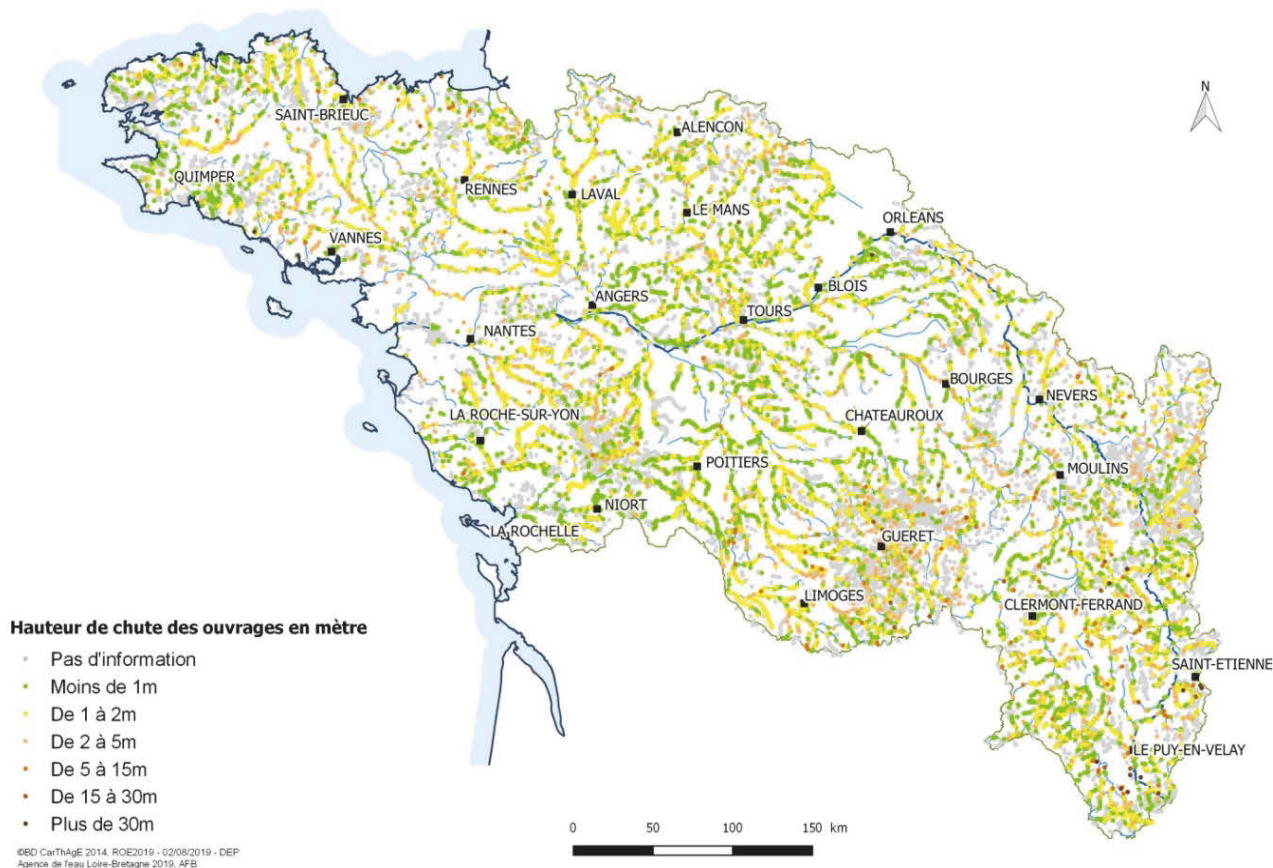 N
SAINT-BRIEUC
ALENCON
QUIMPER
RENNES
LAVAL
LE MANS
ORLEANS
VANNES
BLOIS
ANGERS
TOURS
NANTES
BOURGES
NEVERS
LA ROCHE-SUR-YON
CHATEAUROUX
POITIERS
MOULINS
NIORT
LA ROCHELLE
GUERET
LIMOGES
CLERMONT-FERRAND
SAINT-ETIENNE
LE PUY-EN-VELAY
Hauteur de chute des ouvrages en mètre
Pas d'information
Moins de 1m
De 1 à 2m
De 2 à 5m
De 5 à 15m
De 15 à 30m
Plus de 30m
0 50 100 150 km
©BD CarThAgE 2014, ROE2019 - 02/08/2019 - DEP
Agence de l'eau Loire-Bretagne 2019, AFB